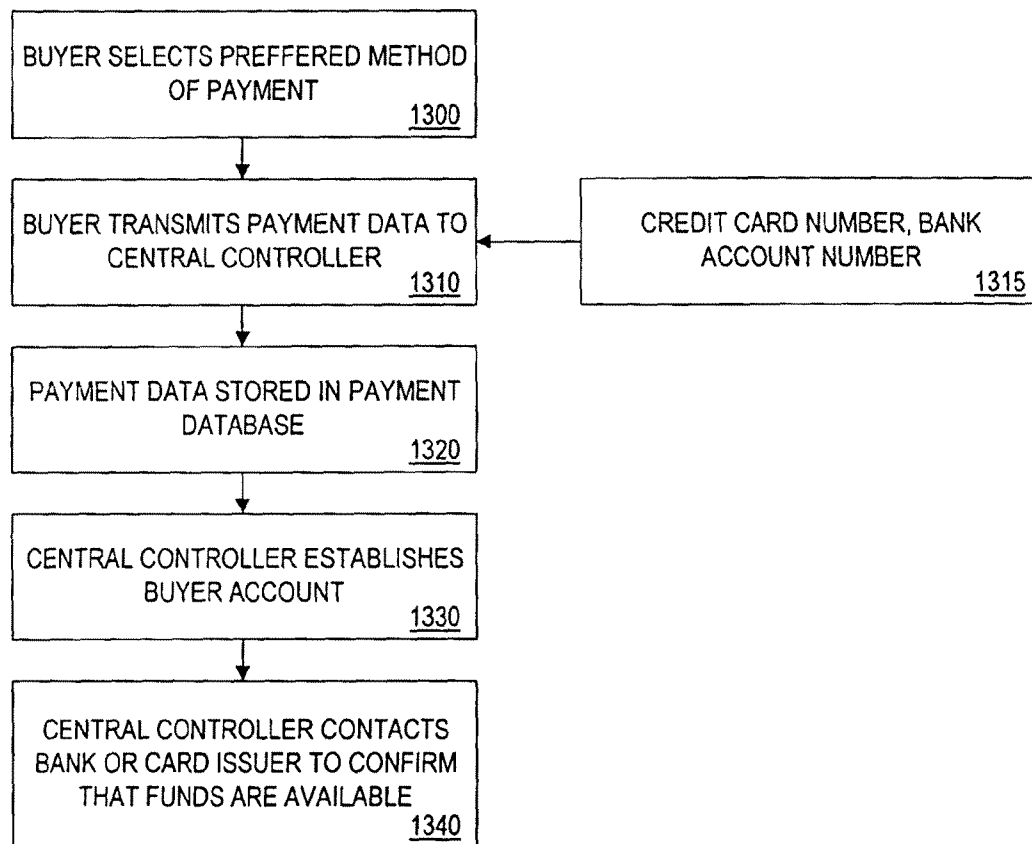 BUYER SELECTS PREFFERED METHOD
OF PAYMENT
1300
BUYER TRANSMITS PAYMENT DATA TO
CENTRAL CONTROLLER
1310
CREDIT CARD NUMBER, BANK
ACCOUNT NUMBER
1315
PAYMENT DATA STORED IN PAYMENT
DATABASE
1320
CENTRAL CONTROLLER ESTABLISHES
BUYER ACCOUNT
1330
CENTRAL CONTROLLER CONTACTS
BANK OR CARD ISSUER TO CONFIRM
THAT FUNDS ARE AVAILABLE
1340